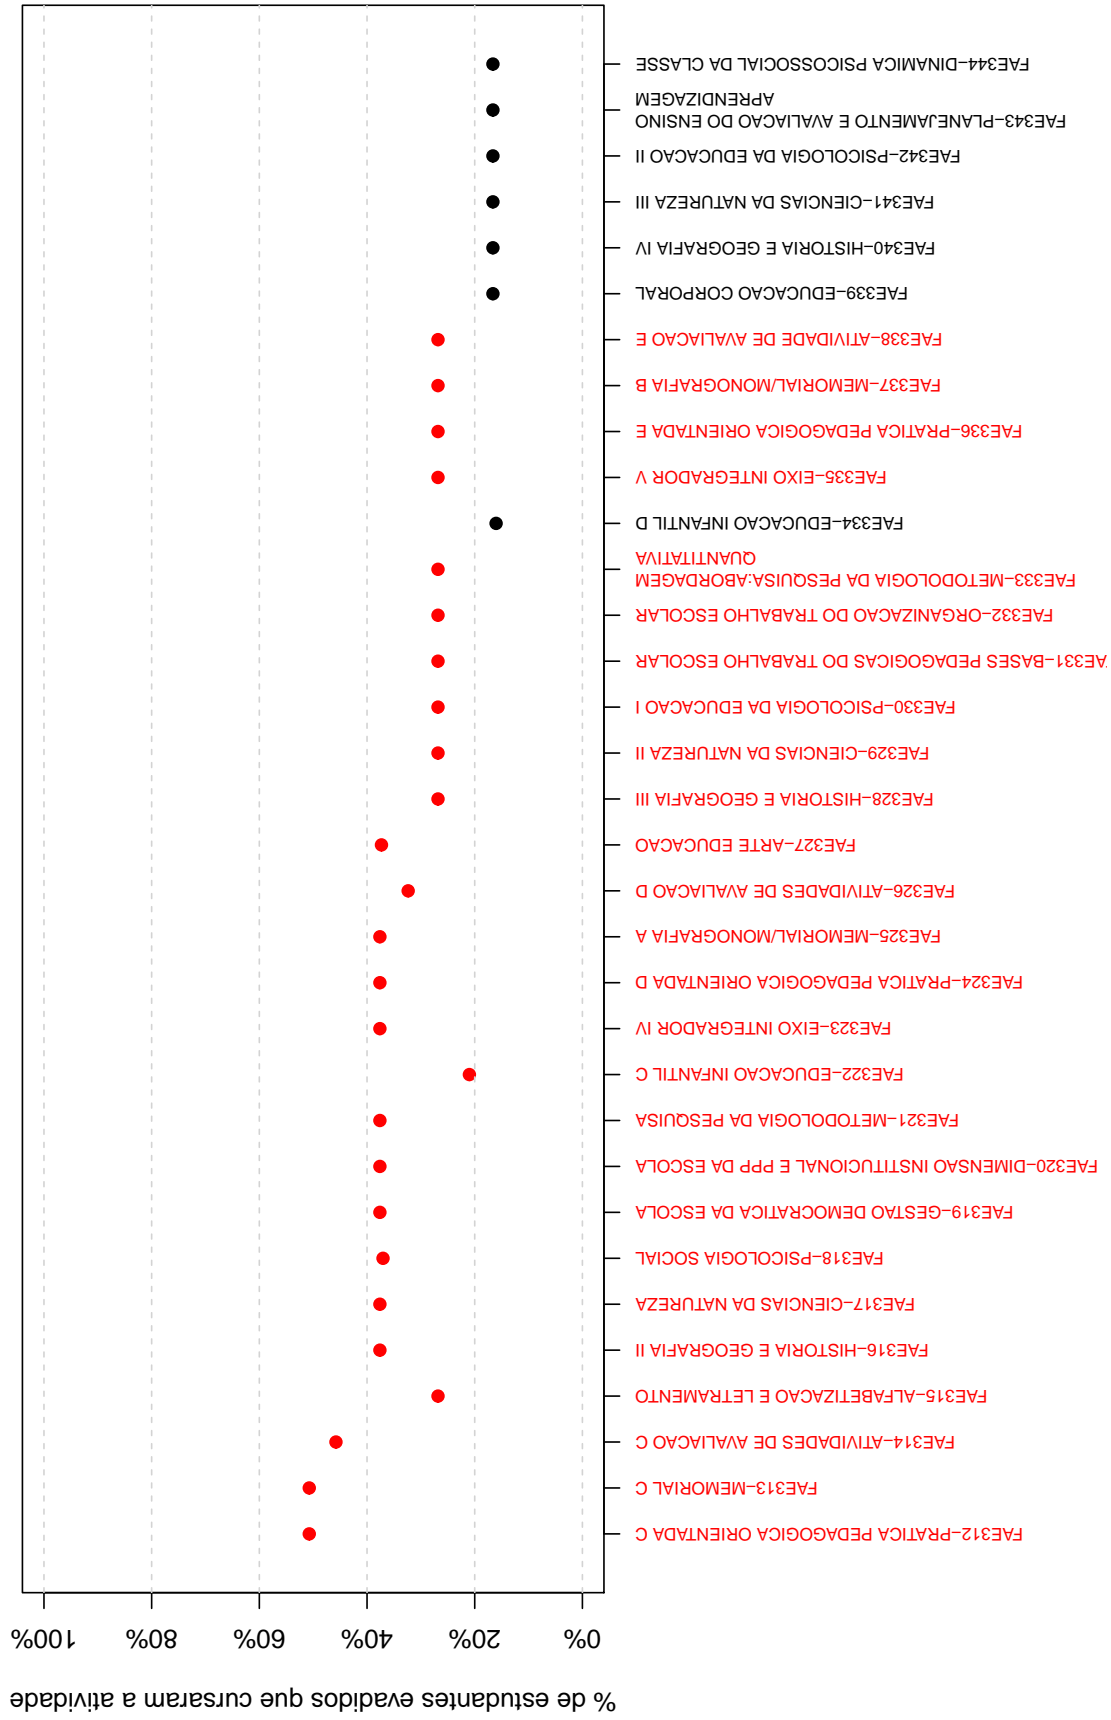 % de estudantes evadidos que cursaram a atividade
0% 20% 40% 60% 80% 100%
FAE312−PRATICA PEDAGOGICA ORIENTADA C
FAE313−MEMORIAL C
FAE314−ATIVIDADES DE AVALIACAO C
FAE315−ALFABETIZACAO E LETRAMENTO
FAE316−HISTORIA E GEOGRAFIA II
FAE317−CIENCIAS DA NATUREZA
FAE318−PSICOLOGIA SOCIAL
FAE319−GESTAO DEMOCRATICA DA ESCOLA
FAE320−DIMENSAO INSTITUCIONAL E PPP DA ESCOLA
FAE321−METODOLOGIA DA PESQUISA
FAE322−EDUCACAO INFANTIL C
FAE323−EIXO INTEGRADOR IV
FAE324−PRATICA PEDAGOGICA ORIENTADA D
FAE325−MEMORIAL/MONOGRAFIA A
FAE326−ATIVIDADES DE AVALIACAO D
FAE327−ARTE EDUCACAO
FAE328−HISTORIA E GEOGRAFIA III
FAE329−CIENCIAS DA NATUREZA II
FAE330−PSICOLOGIA DA EDUCACAO I
AE331−BASES PEDAGOGICAS DO TRABALHO ESCOLAR
FAE332−ORGANIZACAO DO TRABALHO ESCOLAR
FAE333−METODOLOGIA DA PESQUISA:ABORDAGEM
QUANTITATIVA
FAE334−EDUCACAO INFANTIL D
FAE335−EIXO INTEGRADOR V
FAE336−PRATICA PEDAGOGICA ORIENTADA E
FAE337−MEMORIAL/MONOGRAFIA B
FAE338−ATIVIDADE DE AVALIACAO E
FAE339−EDUCACAO CORPORAL
FAE340−HISTORIA E GEOGRAFIA IV
FAE341−CIENCIAS DA NATUREZA III
FAE342−PSICOLOGIA DA EDUCACAO II
FAE343−PLANEJAMENTO E AVALIACAO DO ENSINO
APRENDIZAGEM
FAE344−DINAMICA PSICOSSOCIAL DA CLASSE